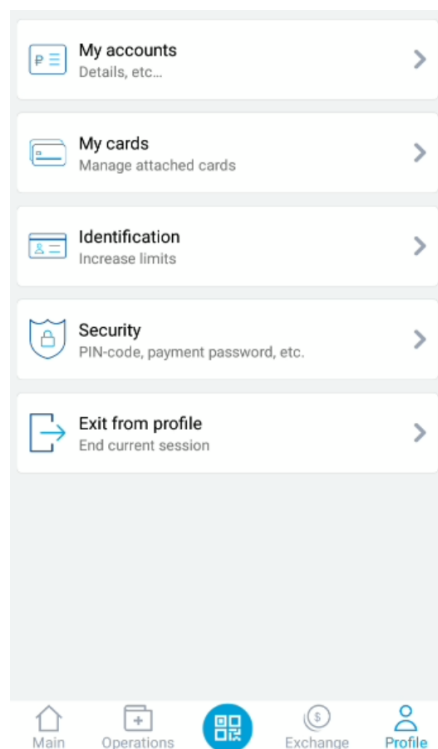 My accounts
Details, etc...
My cards
Manage attached cards
Identification
Increase limits
Security
PIN-code, payment password, etc.
Exit from profile
End current session
Main
Operations
Exchange
Profile